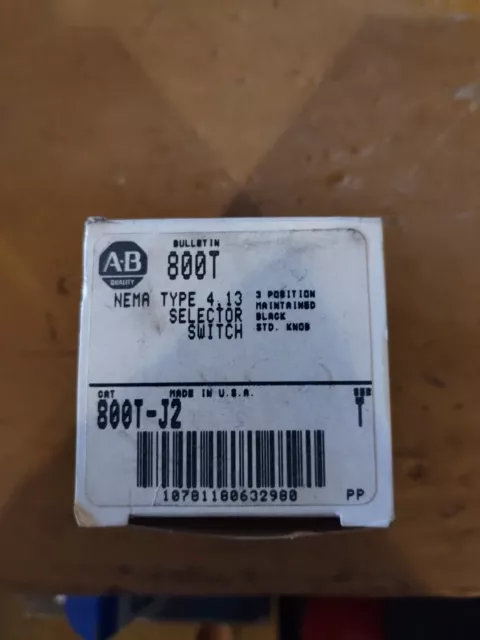 A-B
QUALITY
BULLETIN
800T
NEMA TYPE 4,13
SELECTOR
SWITCH
3 POSITION
MAINTAINED
BLACK
STD. KNOB
CAT
MADE IN U.S.A.
SER
800T-J2
T
10781180632980
PP